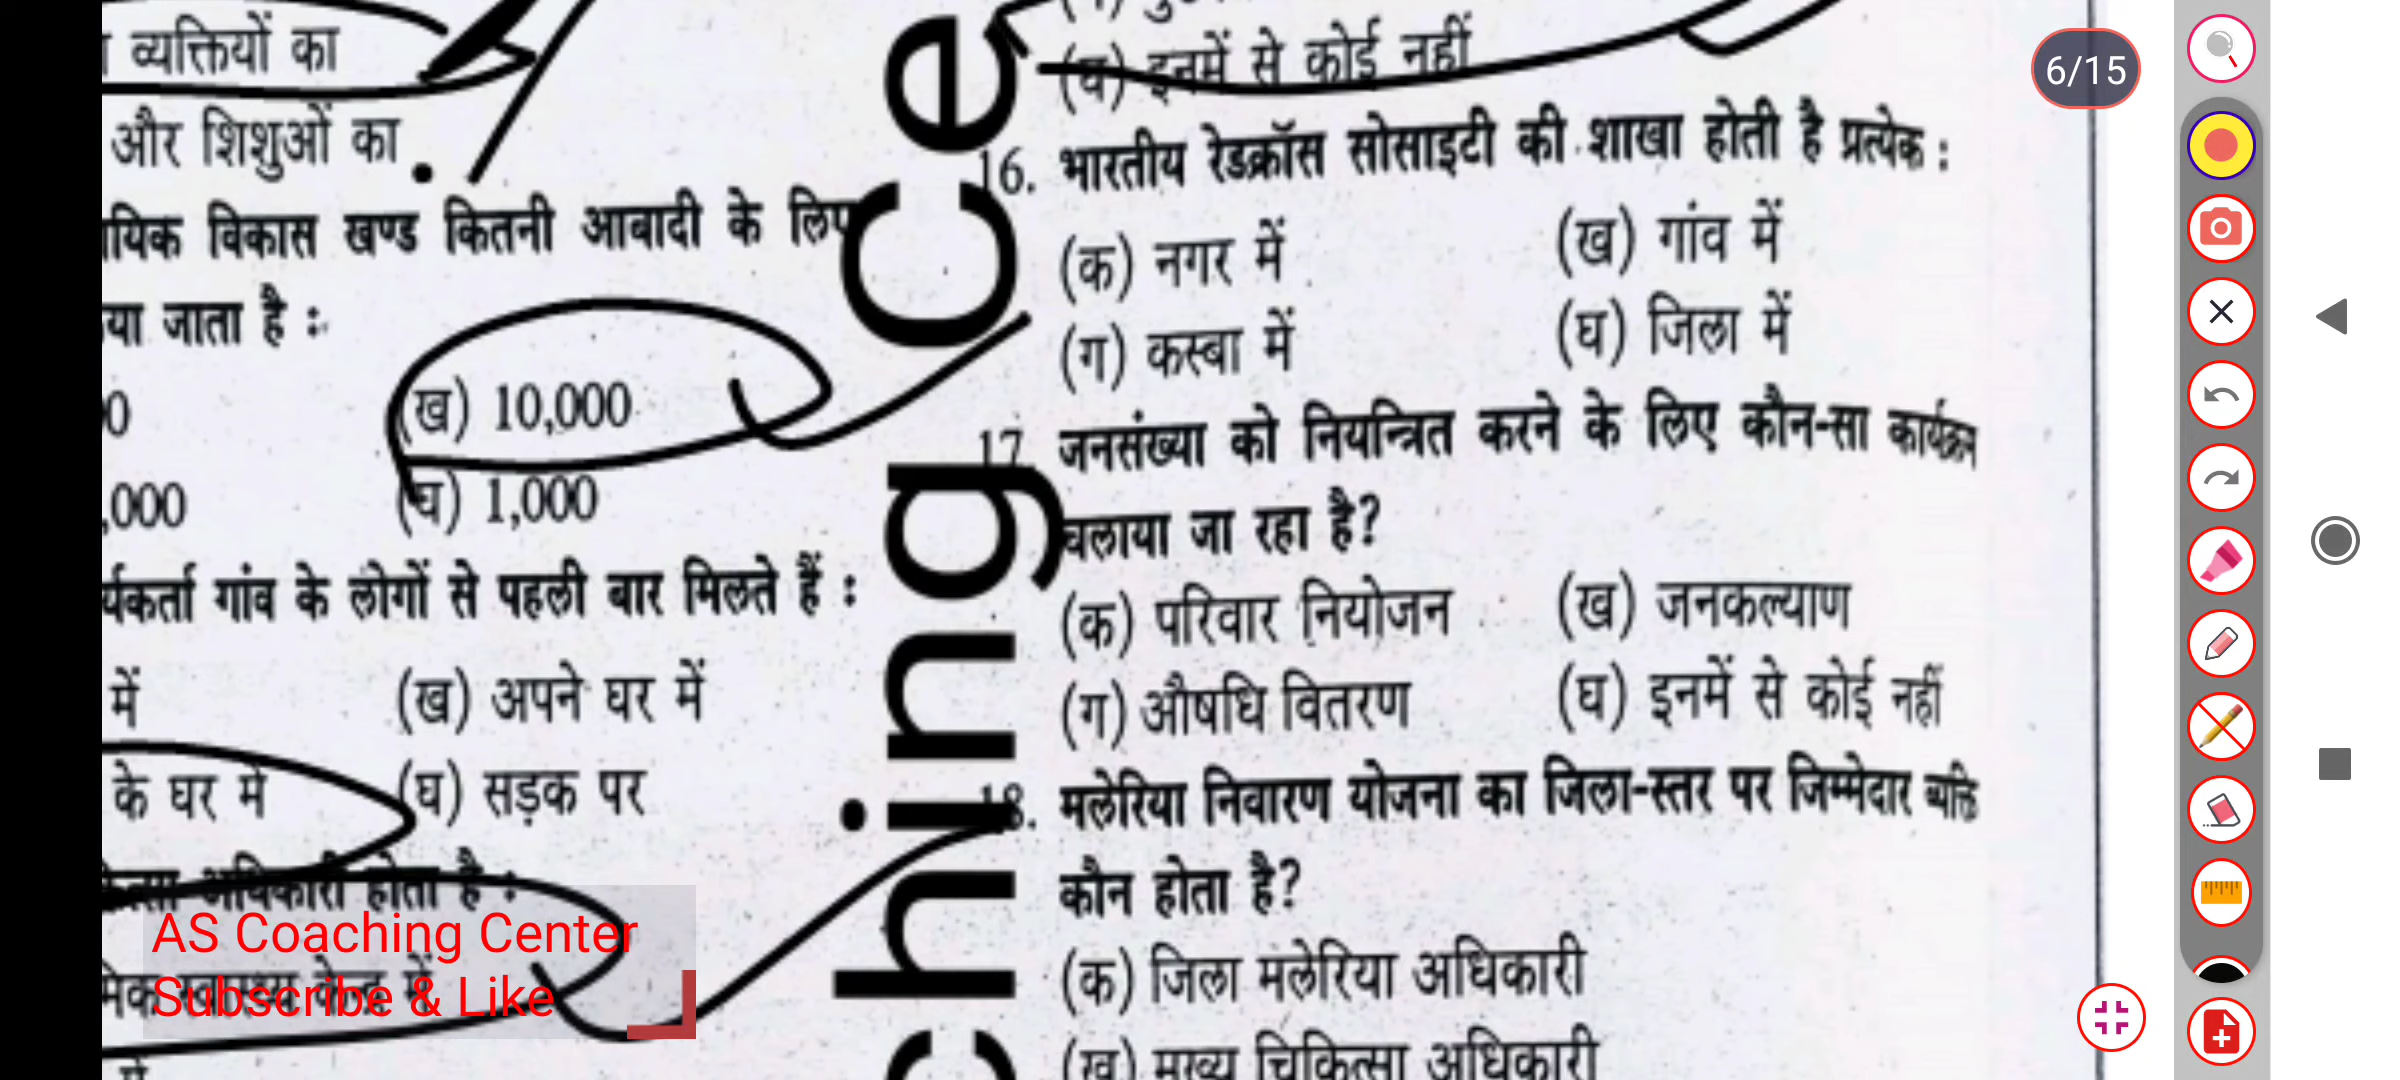 व्यक्तियों का
और शिशुओं का
विकास खण्ड कितनी आबादी के लिए
जाता है :
(ख) 10,000
,000
(घ) 1,000
गांव के लोगों से पहली बार मिलते हैं :
में
(ख) अपने घर में
के घर में
(घ) सड़क पर
अधिकारी होता है :
स्वास्थ्य केन्द्र में
AS Coaching Center
Subscribe & Like
ching Ce
(घ) इनमें से कोई नहीं
16. भारतीय रेडक्रॉस सोसाइटी की शाखा होती है प्रत्येक :
(क) नगर में
(ख) गांव में
(ग) कस्बा में
(घ) जिला में
17. जनसंख्या को नियन्त्रित करने के लिए कौन-सा कार्यक्रम
चलाया जा रहा है?
(क) परिवार नियोजन
(ख) जनकल्याण
(ग) औषधि वितरण
(घ) इनमें से कोई नहीं
18. मलेरिया निवारण योजना का जिला-स्तर पर जिम्मेदार व्यक्ति
कौन होता है?
(क) जिला मलेरिया अधिकारी
(ख) मुख्य चिकित्सा अधिकारी
6/15